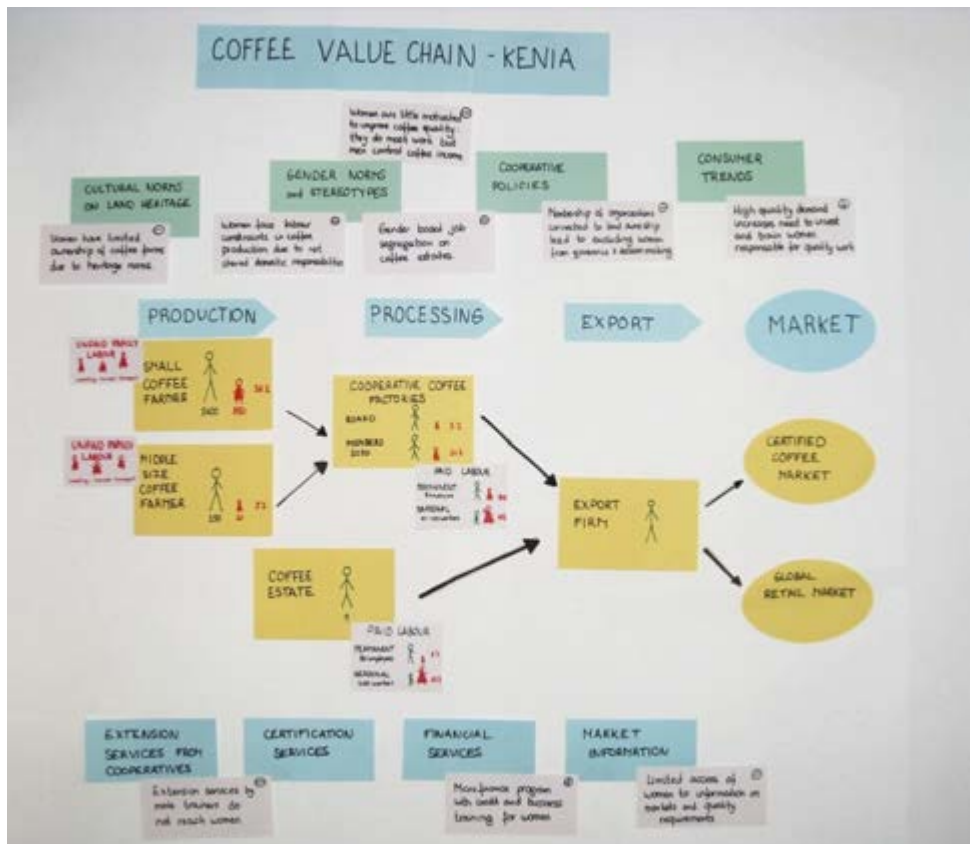 COFFEE VALUE CHAIN - KENIA
Women are little motivated
to improve coffee quality:
they do most work but
men control coffee income
CULTURAL NORMS
ON LAND HERITAGE
GENDER NORMS
and STEREOTYPES
COOPERATIVE
POLICIES
CONSUMER
TRENDS
Women have limited
ownership of coffee farms
due to heritage norms
Women face labour
constraints in coffee
production due to not
shared domestic responsibilities
Gender based job
segregation on
coffee estates
Membership of organisations
connected to land ownership
lead to excluding women
from governance & decision making
High quality demand
increases need to invest
and train women
responsible for quality work
PRODUCTION
PROCESSING
EXPORT
MARKET
UNPAID FAMILY
LABOUR
SMALL
COFFEE
FARMER
UNPAID FAMILY
LABOUR
MIDDLE
SIZE
COFFEE
FARMER
COOPERATIVE COFFEE
FACTORIES
BOARD
MEMBERS
PAID LABOUR
PERMANENT
SEASONAL
COFFEE
ESTATE
PAID LABOUR
PERMANENT
SEASONAL
EXPORT
FIRM
CERTIFIED
COFFEE
MARKET
GLOBAL
RETAIL MARKET
EXTENSION
SERVICES FROM
COOPERATIVES
CERTIFICATION
SERVICES
FINANCIAL
SERVICES
MARKET
INFORMATION
Extension services by
male trainers do
not reach women
Microfinance program
with credit and business
training for women
Limited access of
women to information on
markets and quality
requirements